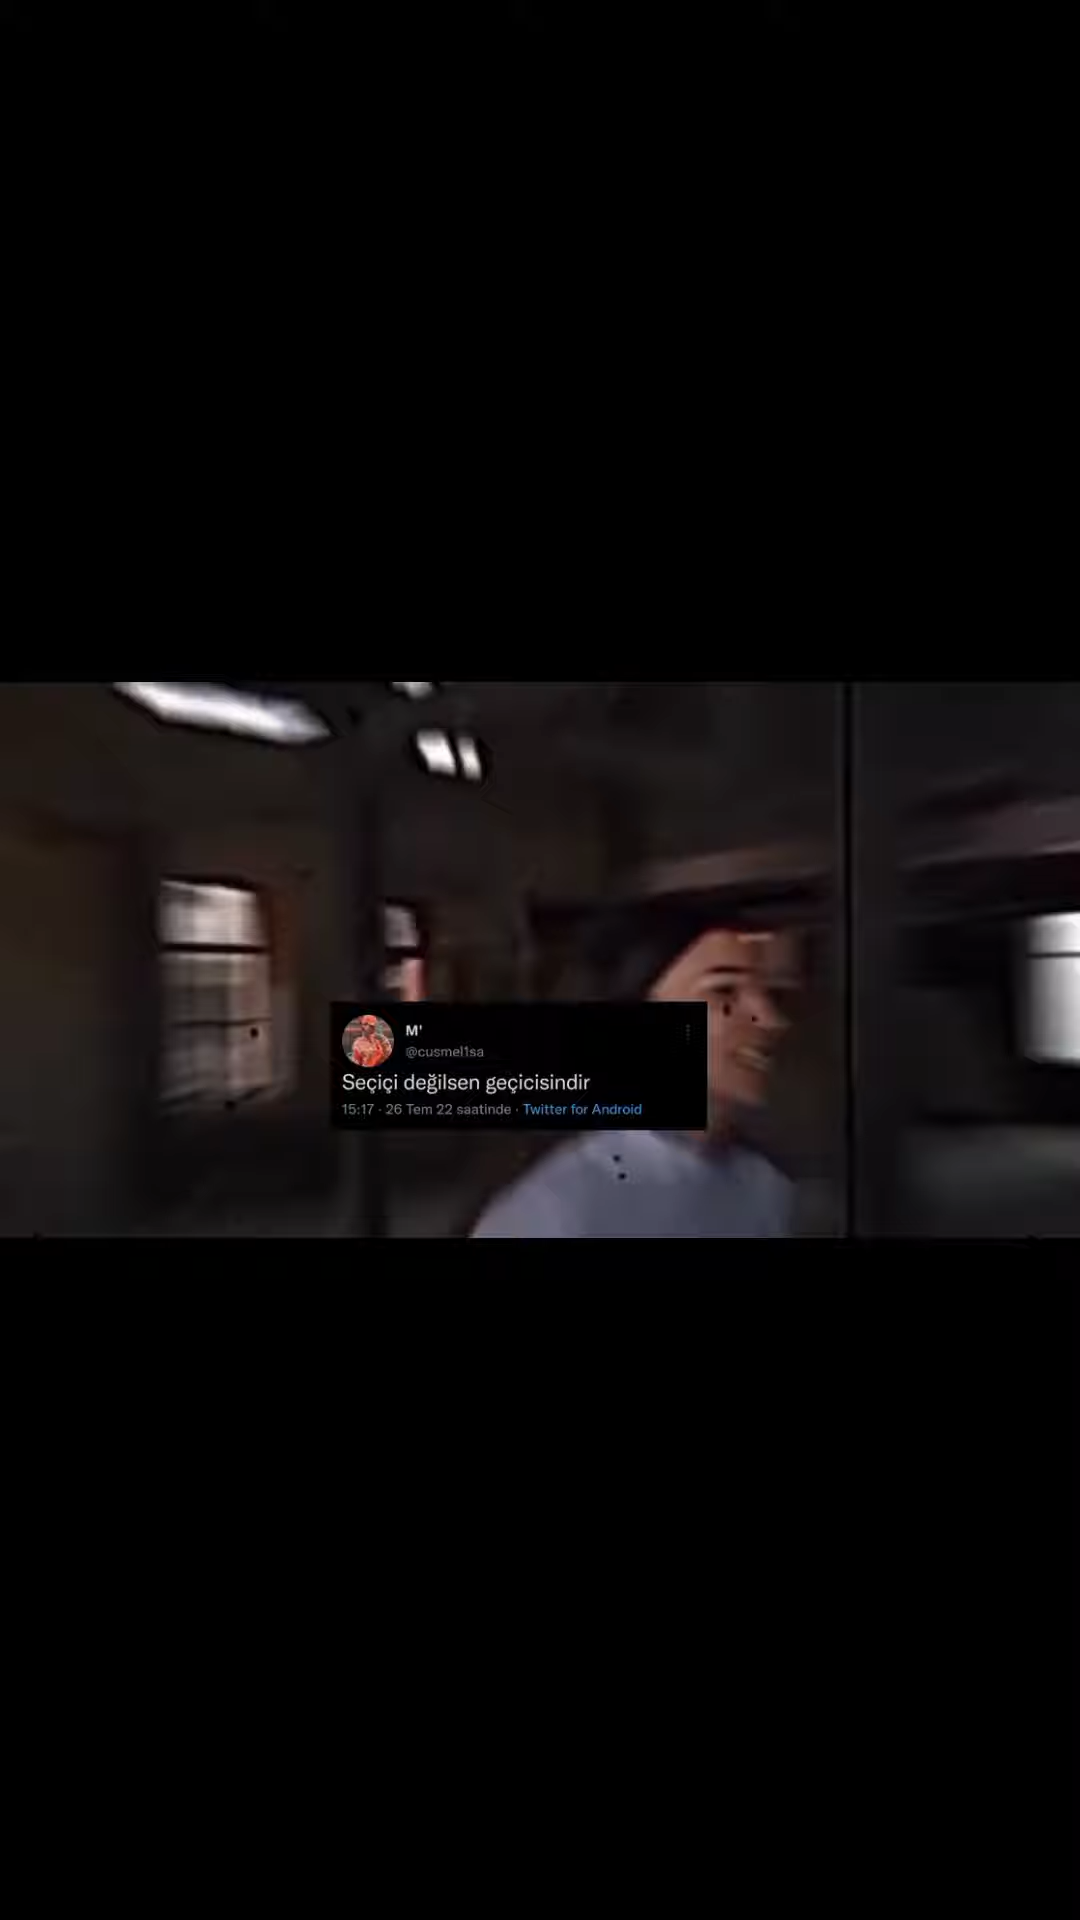 M'
@cusmel1sa
Seçiçi değilsen geçicisindir
15:17 · 26 Tem 22 saatinde · Twitter for Android